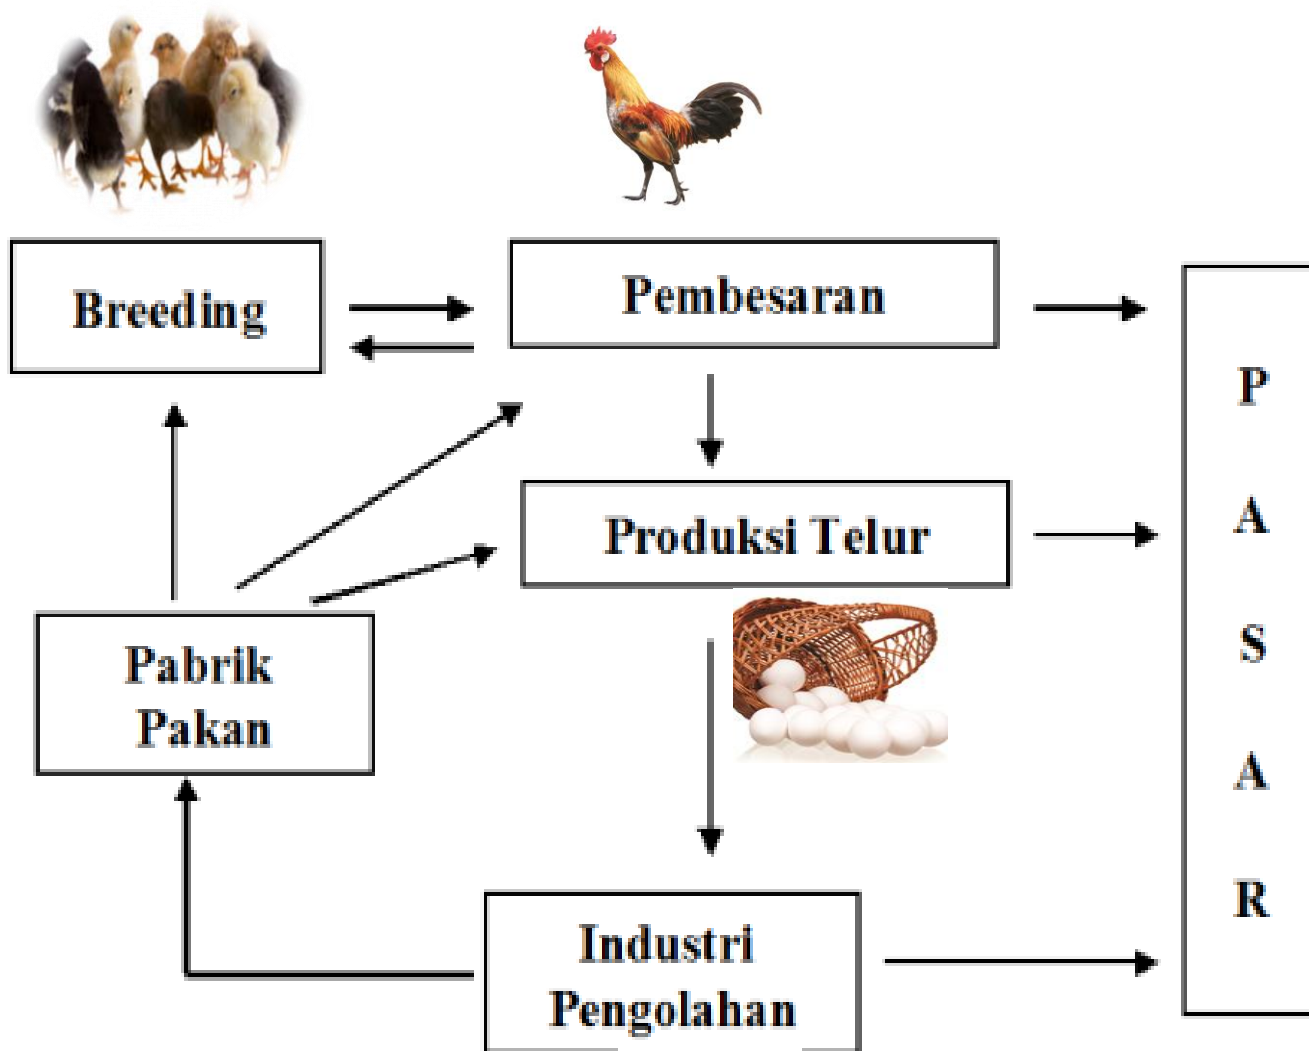 Breeding
Pembesaran
Produksi Telur
Pabrik
Pakan
Industri
Pengolahan
P
A
S
A
R